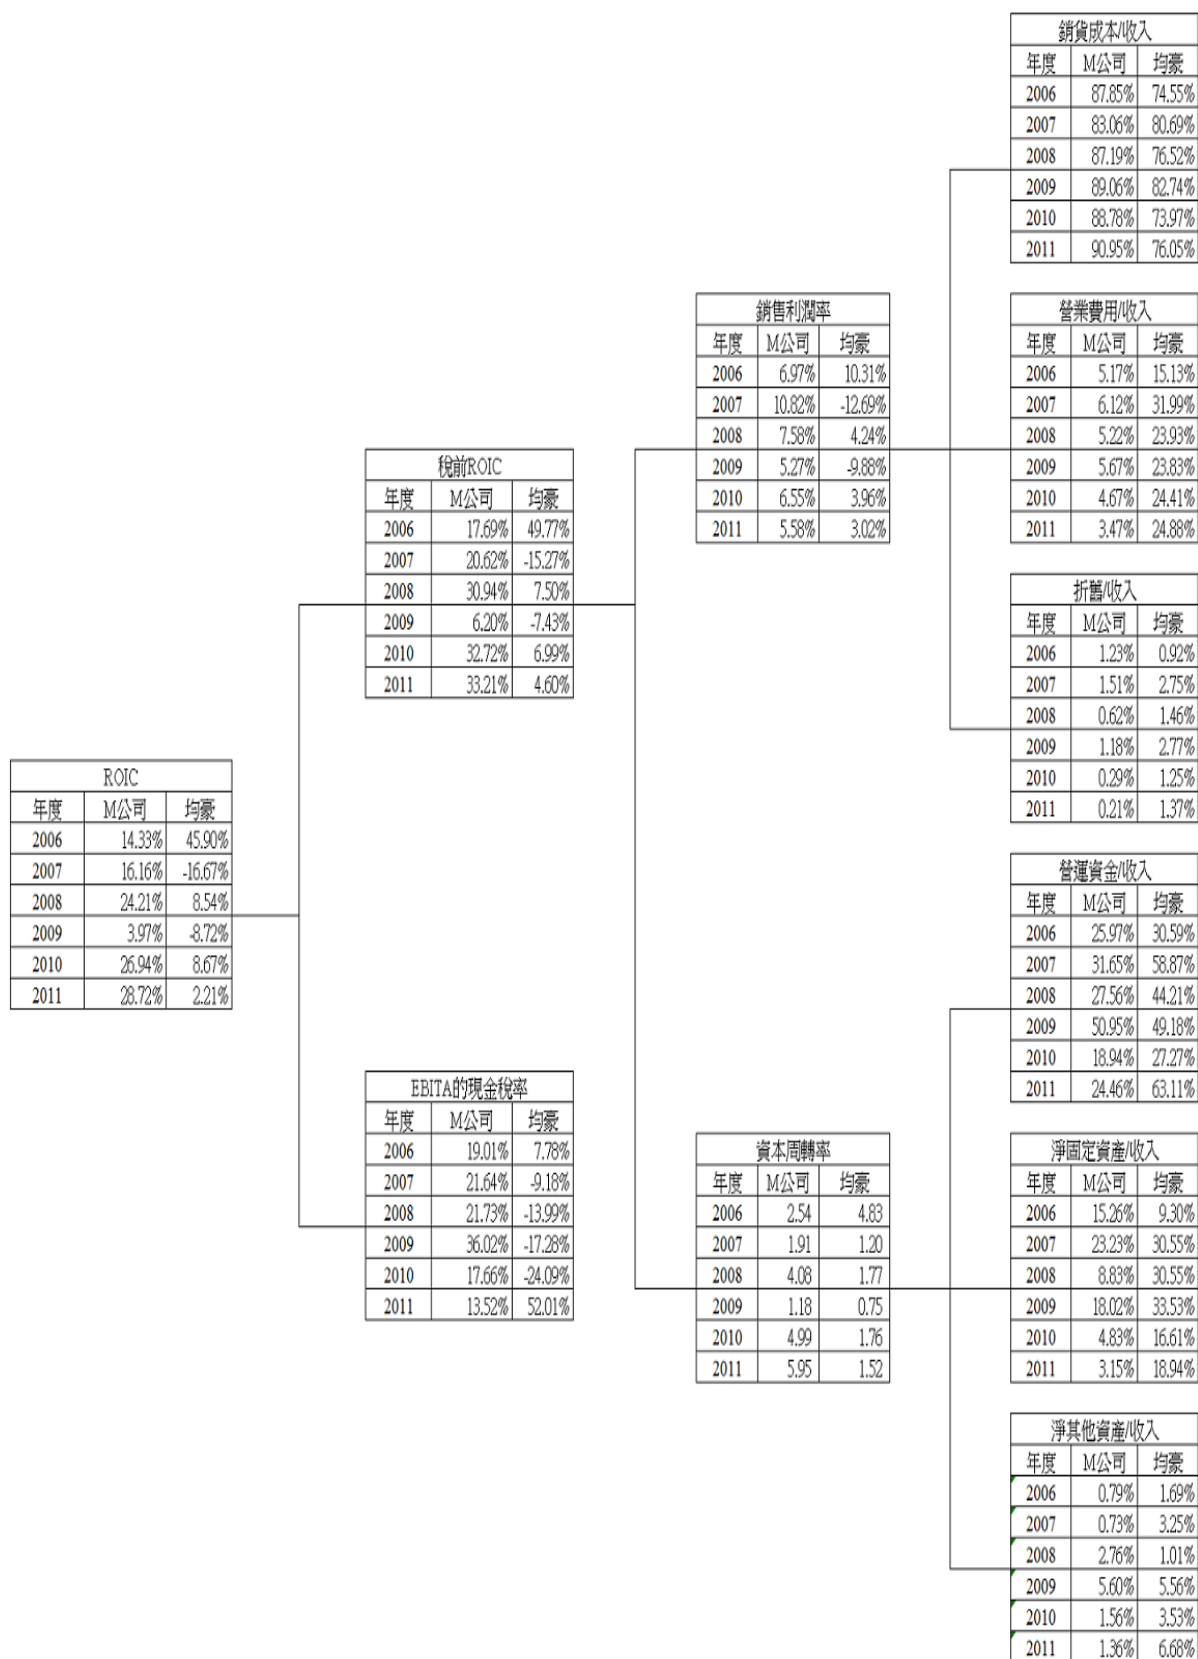 ROIC
年度 M公司 均豪
2006 14.33% 45.90%
2007 16.16% -16.67%
2008 24.21% 8.54%
2009 3.97% -8.72%
2010 26.94% 8.67%
2011 28.72% 2.21%
稅前ROIC
年度 M公司 均豪
2006 17.69% 49.77%
2007 20.62% -15.27%
2008 30.94% 7.50%
2009 6.20% -7.43%
2010 32.72% 6.99%
2011 33.21% 4.60%
EBITA的現金稅率
年度 M公司 均豪
2006 19.01% 7.78%
2007 21.64% -9.18%
2008 21.73% -13.99%
2009 36.02% -17.28%
2010 17.66% -24.09%
2011 13.52% 52.01%
銷售利潤率
年度 M公司 均豪
2006 6.97% 10.31%
2007 10.82% -12.69%
2008 7.58% 4.24%
2009 5.27% -9.88%
2010 6.55% 3.96%
2011 5.58% 3.02%
資本周轉率
年度 M公司 均豪
2006 2.54 4.83
2007 1.91 1.20
2008 4.08 1.77
2009 1.18 0.75
2010 4.99 1.76
2011 5.95 1.52
銷貨成本/收入
年度 M公司 均豪
2006 87.85% 74.55%
2007 83.06% 80.69%
2008 87.19% 76.52%
2009 89.06% 82.74%
2010 88.78% 73.97%
2011 90.95% 76.05%
營業費用/收入
年度 M公司 均豪
2006 5.17% 15.13%
2007 6.12% 31.99%
2008 5.22% 23.93%
2009 5.67% 23.83%
2010 4.67% 24.41%
2011 3.47% 24.88%
折舊/收入
年度 M公司 均豪
2006 1.23% 0.92%
2007 1.51% 2.75%
2008 0.62% 1.46%
2009 1.18% 2.77%
2010 0.29% 1.25%
2011 0.21% 1.37%
營運資金/收入
年度 M公司 均豪
2006 25.97% 30.59%
2007 31.65% 58.87%
2008 27.56% 44.21%
2009 50.95% 49.18%
2010 18.94% 27.27%
2011 24.46% 63.11%
淨固定資產/收入
年度 M公司 均豪
2006 15.26% 9.30%
2007 23.23% 30.55%
2008 8.83% 30.55%
2009 18.02% 33.53%
2010 4.83% 16.61%
2011 3.15% 18.94%
淨其他資產/收入
年度 M公司 均豪
2006 0.79% 1.69%
2007 0.73% 3.25%
2008 2.76% 1.01%
2009 5.60% 5.56%
2010 1.56% 3.53%
2011 1.36% 6.68%